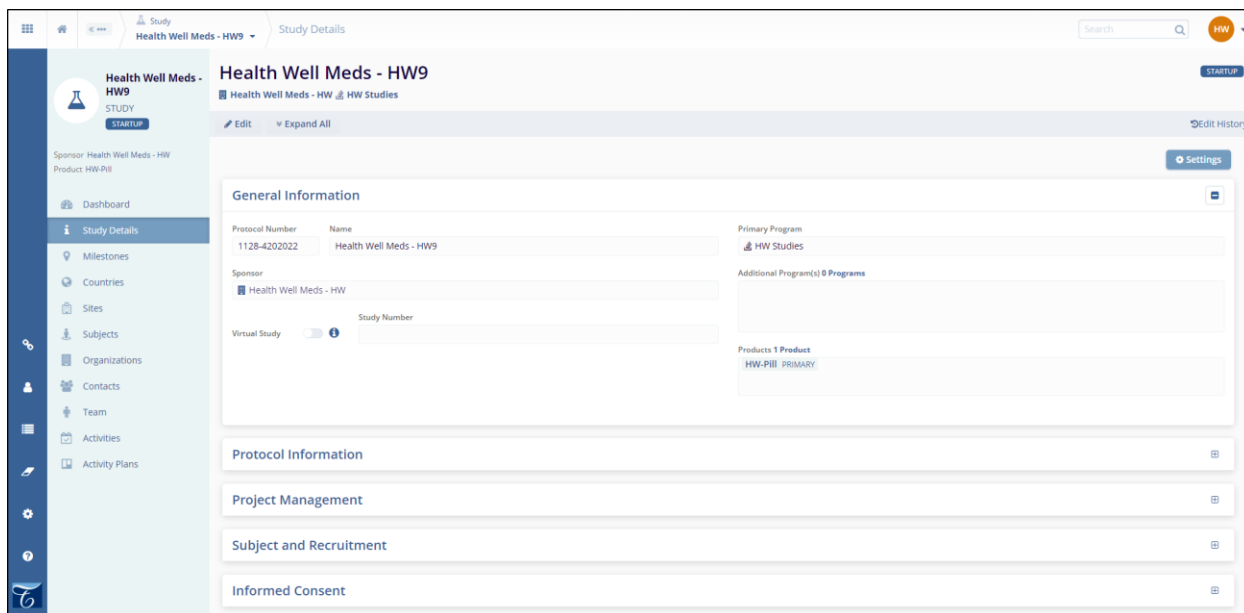 Study
Health Well Meds - HW9
Study Details
Search
HW
Health Well Meds - HW9
STUDY
STARTUP
Sponsor Health Well Meds - HW
Product HW-Pill
Dashboard
Study Details
Milestones
Countries
Sites
Subjects
Organizations
Contacts
Team
Activities
Activity Plans
Health Well Meds - HW9
STARTUP
Health Well Meds - HW HW Studies
Edit Expand All
Edit History
Settings
General Information
Protocol Number Name
1128-4202022 Health Well Meds - HW9
Sponsor
Health Well Meds - HW
Study Number
Virtual Study
Primary Program
HW Studies
Additional Program(s) 0 Programs
Products 1 Product
HW-Pill PRIMARY
Protocol Information
Project Management
Subject and Recruitment
Informed Consent